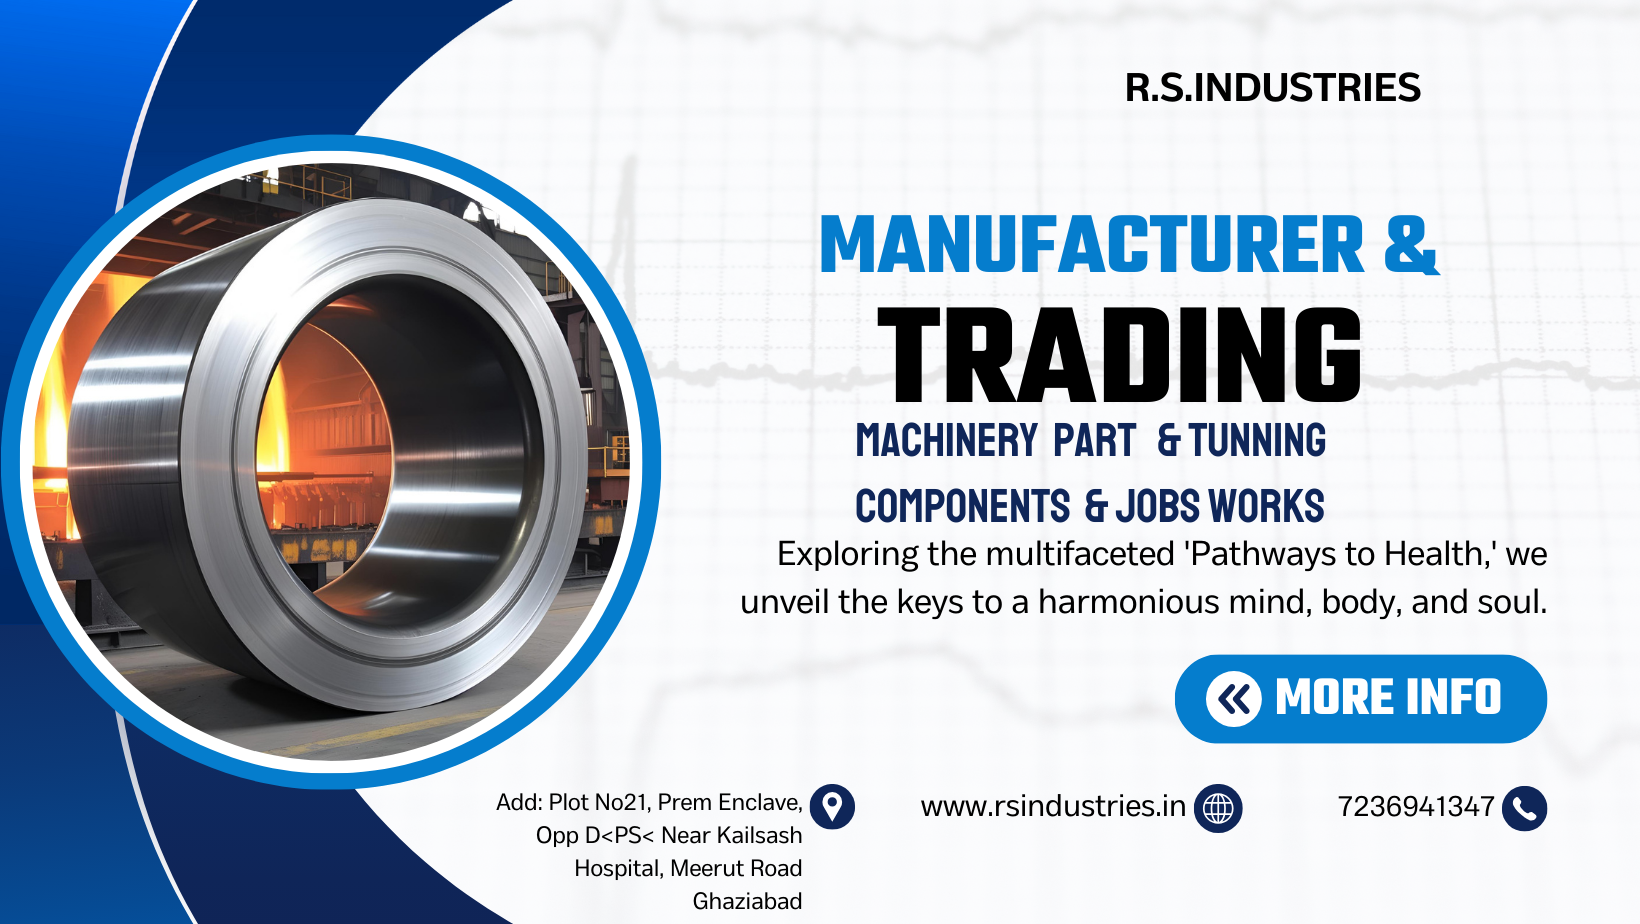 R.S.INDUSTRIES
MANUFACTURER &
TRADING
MACHINERY PART & TUNNING
COMPONENTS & JOBS WORKS
Exploring the multifaceted 'Pathways to Health,' we
unveil the keys to a harmonious mind, body, and soul.
MORE INFO
Add: Plot No21, Prem Enclave,
Opp D<PS< Near Kailsash
Hospital, Meerut Road
Ghaziabad
www.rsindustries.in
7236941347